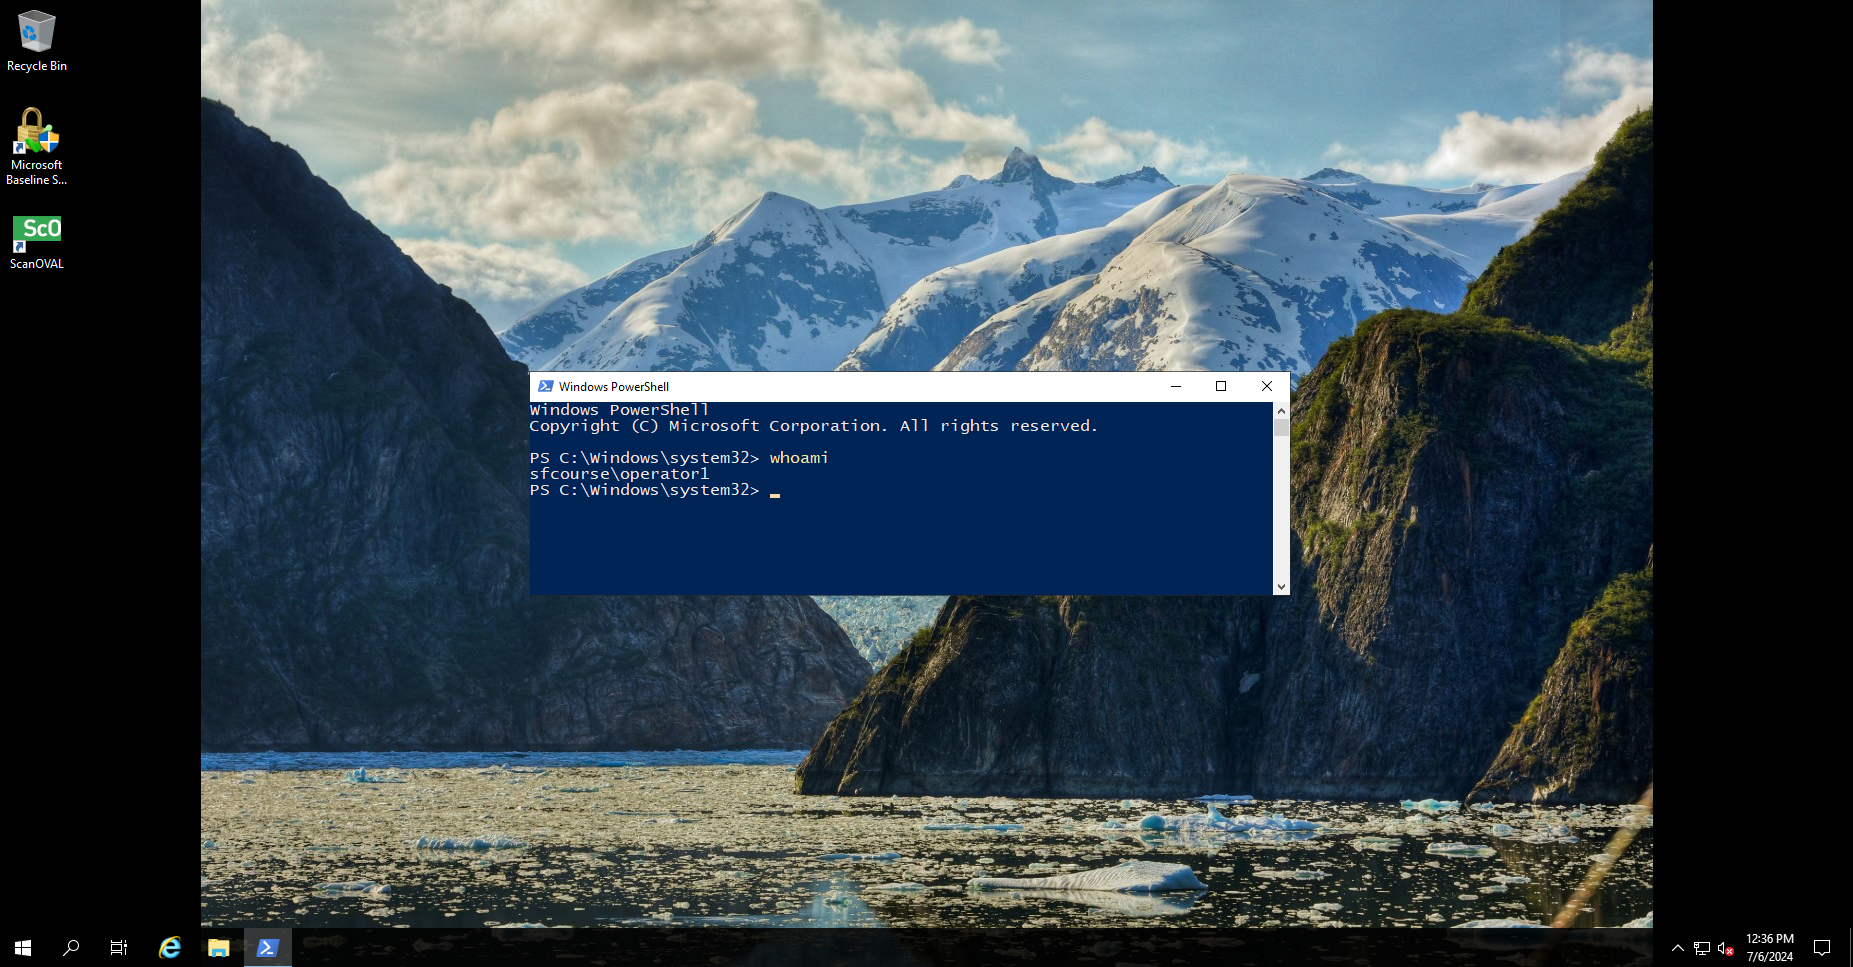 Recycle Bin
Microsoft
Baseline S...
ScO
ScanOVAL
Windows PowerShell
Windows PowerShell
Copyright (C) Microsoft Corporation. All rights reserved.
PS C:\Windows\system32> whoami
sfcourse\operator1
PS C:\Windows\system32>
12:36 PM
7/6/2024